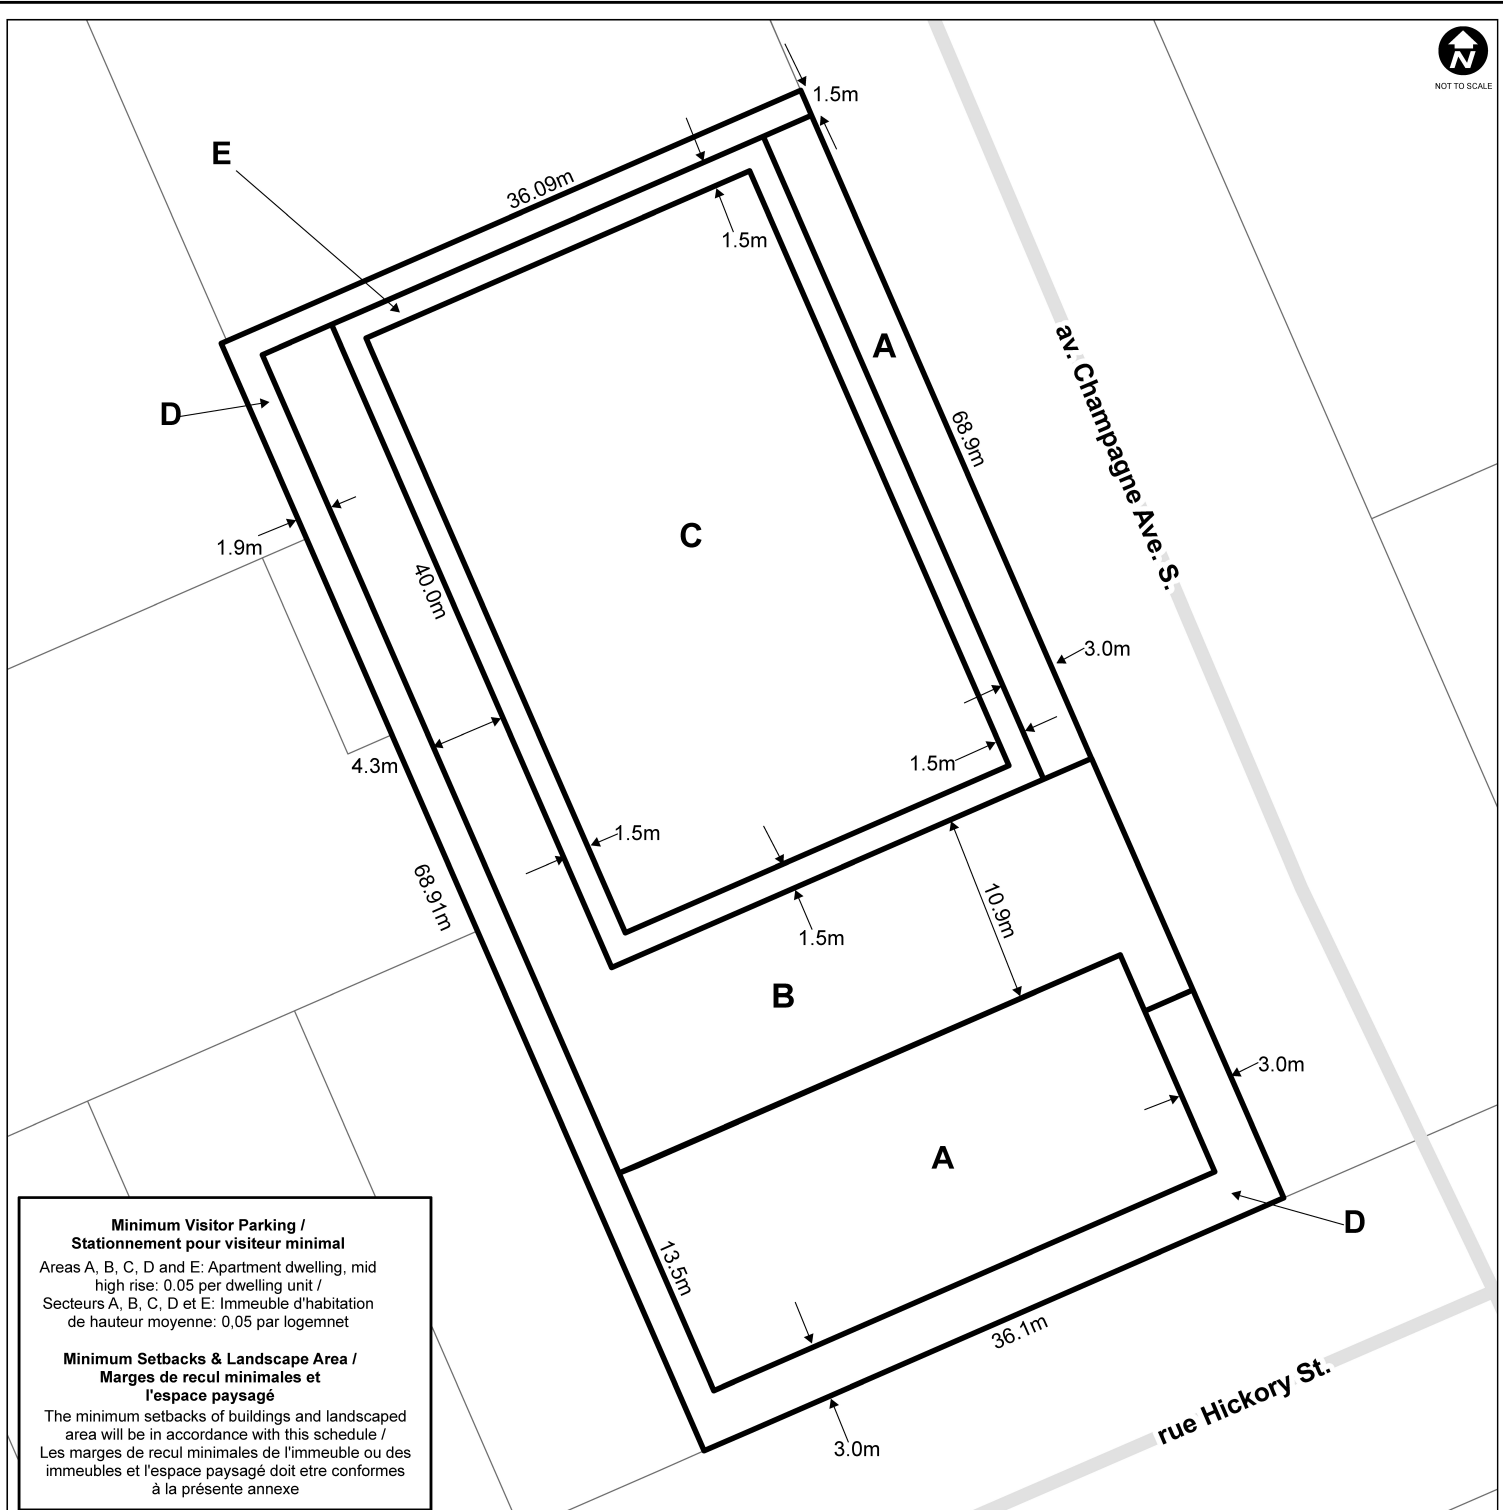 N
NOT TO SCALE
1.5m
E
36.09m
1.5m
A
av. Champagne Ave. S.
D
68.9m
C
1.9m
40.0m
3.0m
4.3m
1.5m
1.5m
68.91m
10.9m
1.5m
B
3.0m
A
D
13.5m
36.1m
rue Hickory St.
3.0m
Minimum Visitor Parking /
Stationnement pour visiteur minimal
Areas A, B, C, D and E: Apartment dwelling, mid
high rise: 0.05 per dwelling unit /
Secteurs A, B, C, D et E: Immeuble d'habitation
de hauteur moyenne: 0,05 par logemnet
Minimum Setbacks & Landscape Area /
Marges de recul minimales et
l'espace paysagé
The minimum setbacks of buildings and landscaped
area will be in accordance with this schedule /
Les marges de recul minimales de l'immeuble ou des
immeubles et l'espace paysagé doit etre conformes
à la présente annexe